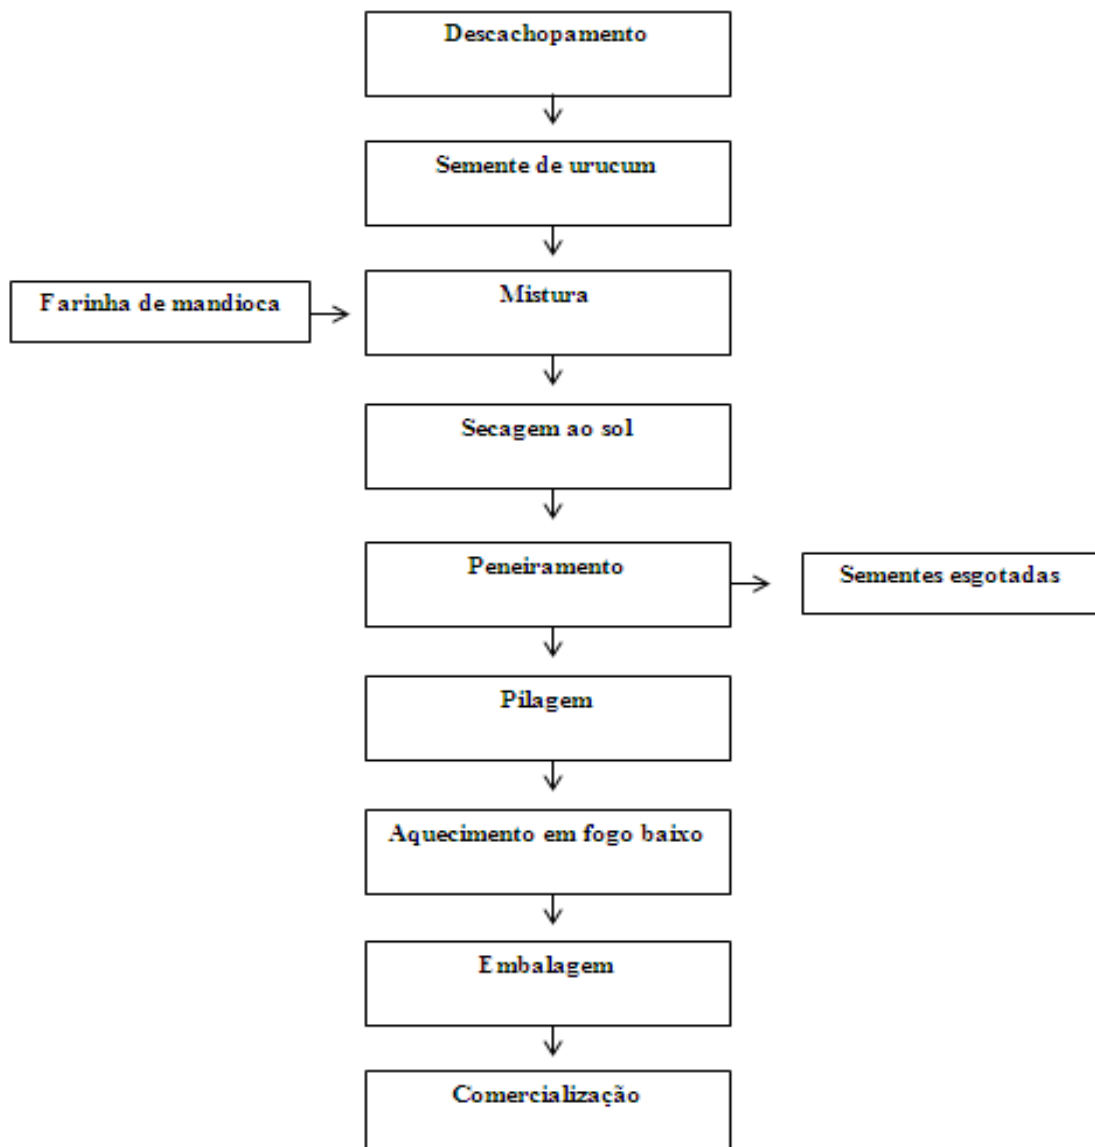 Descachopamento
Semente de urucum
Farinha de mandioca
Mistura
Secagem ao sol
Peneiramento
Sementes esgotadas
Pilagem
Aquecimento em fogo baixo
Embalagem
Comercialização